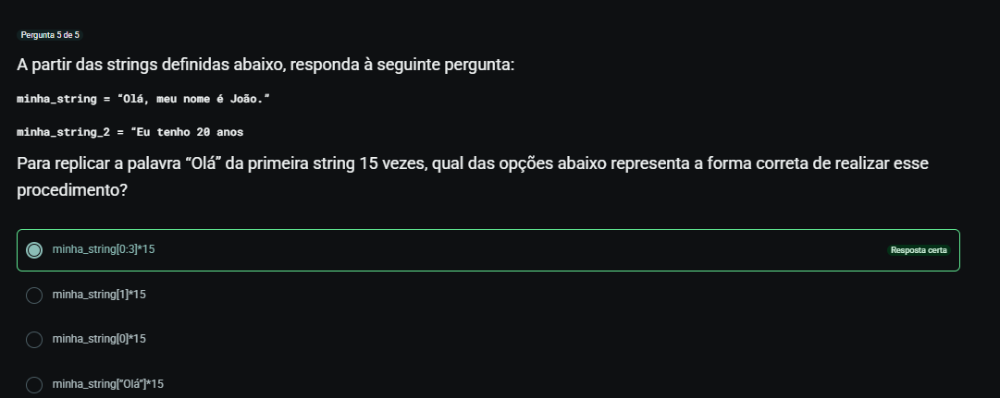 Pergunta 5 de 5
A partir das strings definidas abaixo, responda à seguinte pergunta:
minha_string = “Olá, meu nome é João.”
minha_string_2 = “Eu tenho 20 anos
Para replicar a palavra “Olá” da primeira string 15 vezes, qual das opções abaixo representa a forma correta de realizar esse
procedimento?
minha_string[0:3]*15
Resposta certa
minha_string[1]*15
minha_string[0]*15
minha_string[”Olá”]*15